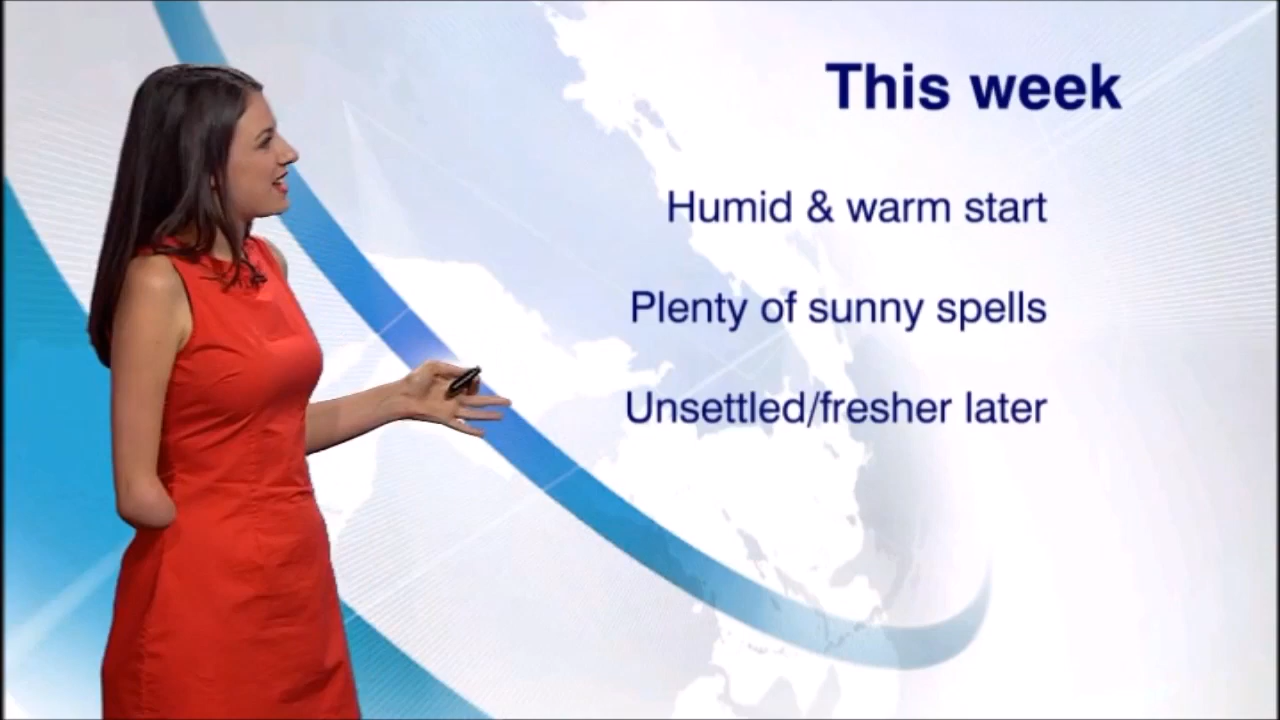 This week
Humid & warm start
Plenty of sunny spells
Unsettled/fresher later